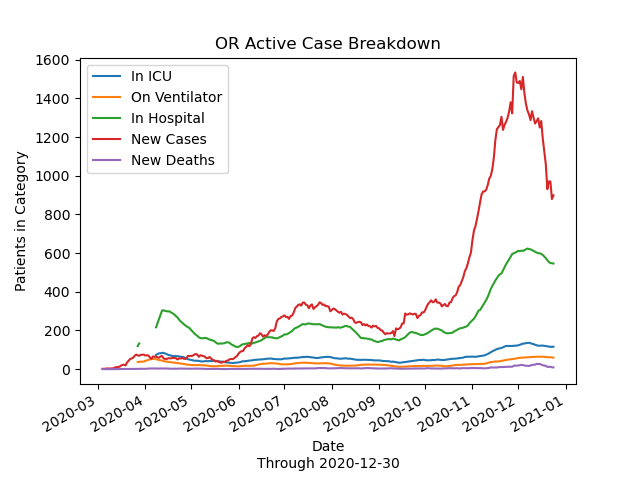 OR Active Case Breakdown
In ICU
On Ventilator
In Hospital
New Cases
New Deaths
Patients in Category
1600
1400
1200
1000
800
600
400
200
0
2020-03
2020-04
2020-05
2020-06
2020-07
2020-08
2020-09
2020-10
2020-11
2020-12
2021-01
Date
Through 2020-12-30